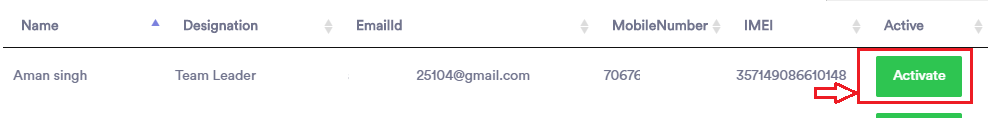 Name Designation EmailId MobileNumber IMEI Active
Aman singh Team Leader 25104@gmail.com 70676 357149086610148 Activate